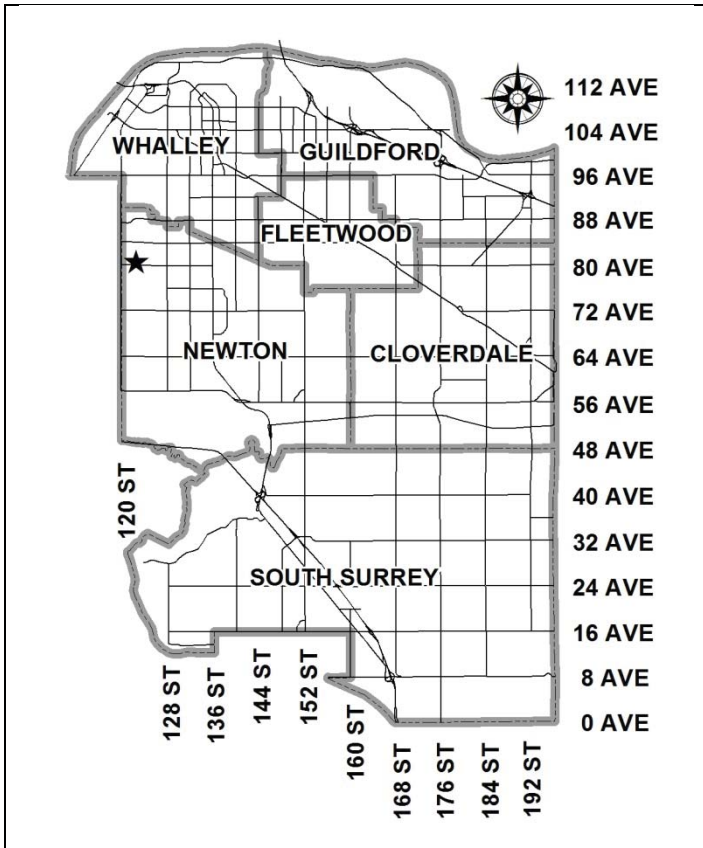 112 AVE
104 AVE
WHALLEY
GUILDFORD
96 AVE
88 AVE
FLEETWOOD
80 AVE
72 AVE
NEWTON
CLOVERDALE
64 AVE
56 AVE
48 AVE
120 ST
40 AVE
32 AVE
SOUTH SURREY
24 AVE
16 AVE
128 ST
136 ST
144 ST
152 ST
160 ST
8 AVE
0 AVE
168 ST
176 ST
184 ST
192 ST